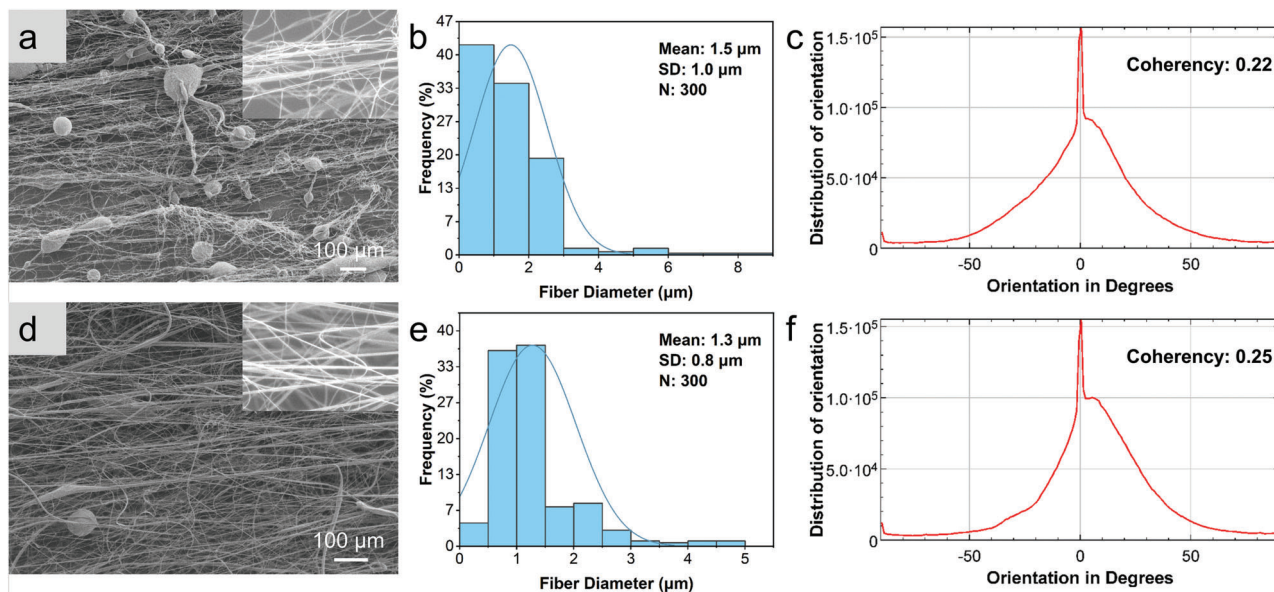 a
100 µm
b
47
40
33
27
20
13
7
0
Frequency (%)
0 2 4 6 8
Fiber Diameter (µm)
Mean: 1.5 µm
SD: 1.0 µm
N: 300
c
1.5·10⁵
1.0·10⁵
5.0·10⁴
0
Distribution of orientation
-50 0 50
Orientation in Degrees
Coherency: 0.22
d
100 µm
e
40
33
27
20
13
7
0
Frequency (%)
0 1 2 3 4 5
Fiber Diameter (µm)
Mean: 1.3 µm
SD: 0.8 µm
N: 300
f
1.5·10⁵
1.0·10⁵
5.0·10⁴
0
Distribution of orientation
-50 0 50
Orientation in Degrees
Coherency: 0.25